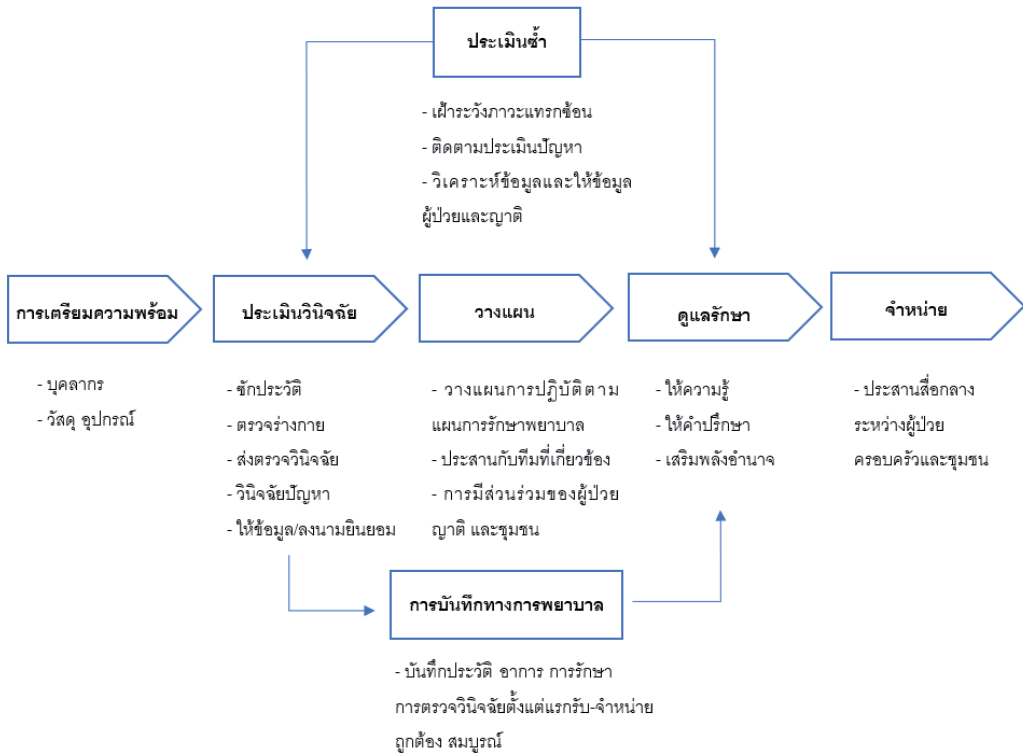 ประเมินซ้ำ
- เฝ้าระวังภาวะแทรกซ้อน
- ติดตามประเมินปัญหา
- วิเคราะห์ข้อมูลและให้ข้อมูล
ผู้ป่วยและญาติ
การเตรียมความพร้อม
- บุคลากร
- วัสดุ อุปกรณ์
ประเมินวินิจฉัย
- ซักประวัติ
- ตรวจร่างกาย
- ส่งตรวจวินิจฉัย
- วินิจฉัยปัญหา
- ให้ข้อมูล/ลงนามยินยอม
วางแผน
- วางแผนการปฏิบัติตาม
แผนการรักษาพยาบาล
- ประสานกับทีมที่เกี่ยวข้อง
- การมีส่วนร่วมของผู้ป่วย
ญาติ และชุมชน
ดูแลรักษา
- ให้ความรู้
- ให้คำปรึกษา
- เสริมพลังอำนาจ
จำหน่าย
- ประสานสื่อกลาง
ระหว่างผู้ป่วย
ครอบครัวและชุมชน
การบันทึกทางการพยาบาล
- บันทึกประวัติ อาการ การรักษา
การตรวจวินิจฉัยตั้งแต่แรกรับ-จำหน่าย
ถูกต้อง สมบูรณ์